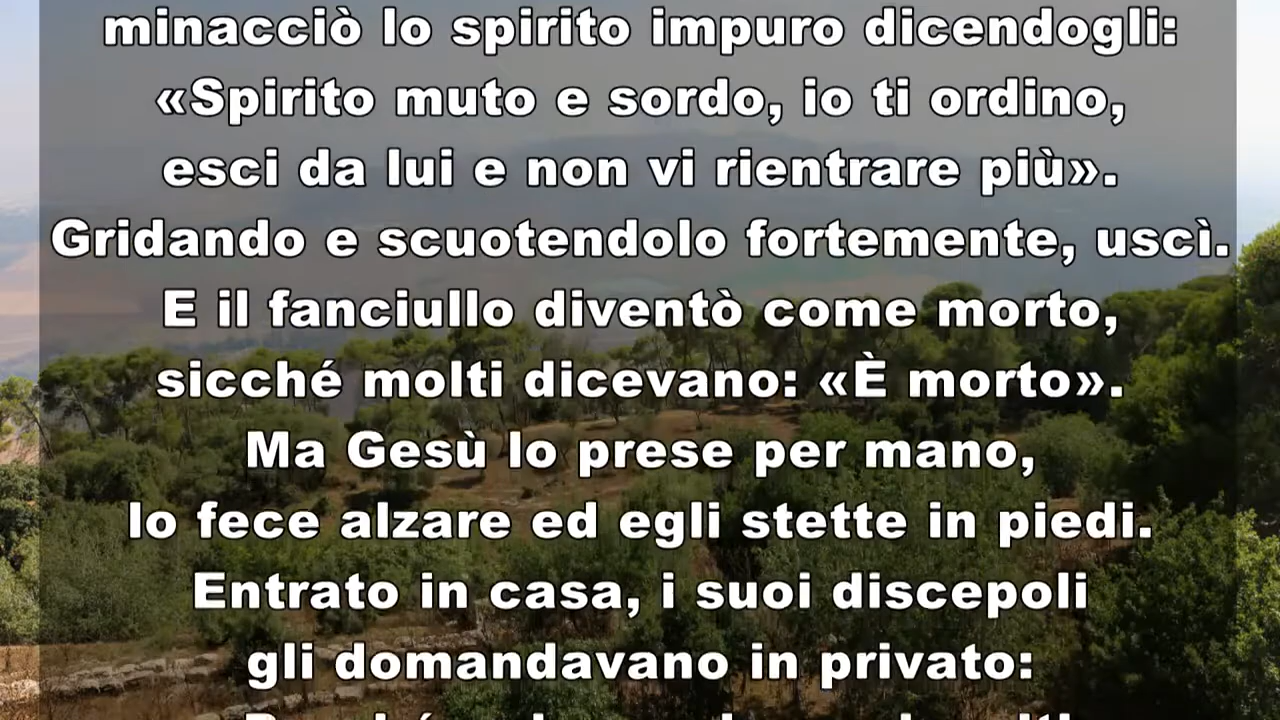 minacciò lo spirito impuro dicendogli:
«Spirito muto e sordo, io ti ordino,
esci da lui e non vi rientrare più».
Gridando e scuotendolo fortemente, uscì.
E il fanciullo diventò come morto,
sicché molti dicevano: «È morto».
Ma Gesù lo prese per mano,
lo fece alzare ed egli stette in piedi.
Entrato in casa, i suoi discepoli
gli domandavano in privato: